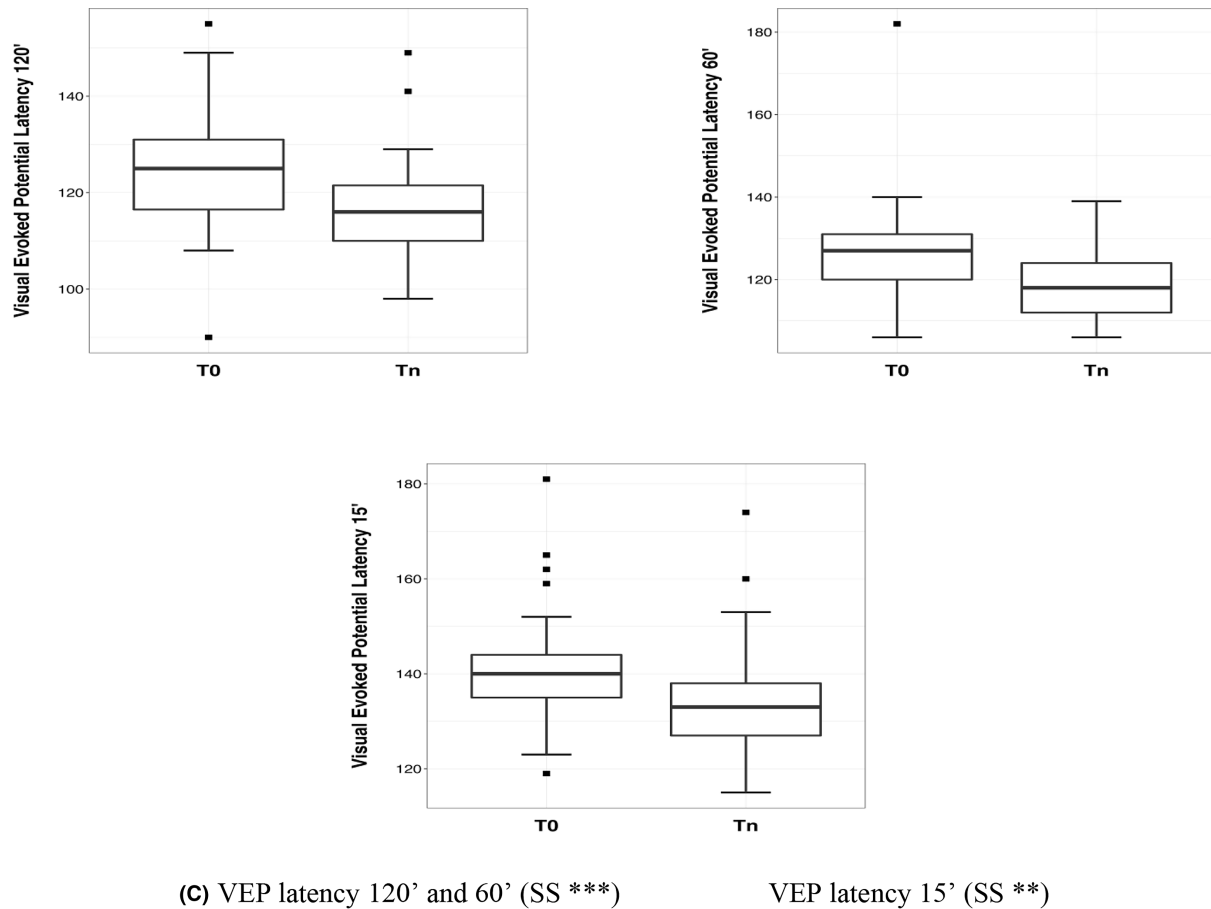 Visual Evoked Potential Latency 120'
140
120
100
T0 Tn
Visual Evoked Potential Latency 60'
180
160
140
120
T0 Tn
Visual Evoked Potential Latency 15'
180
160
140
120
T0 Tn
(C) VEP latency 120’ and 60’ (SS ***) VEP latency 15’ (SS **)